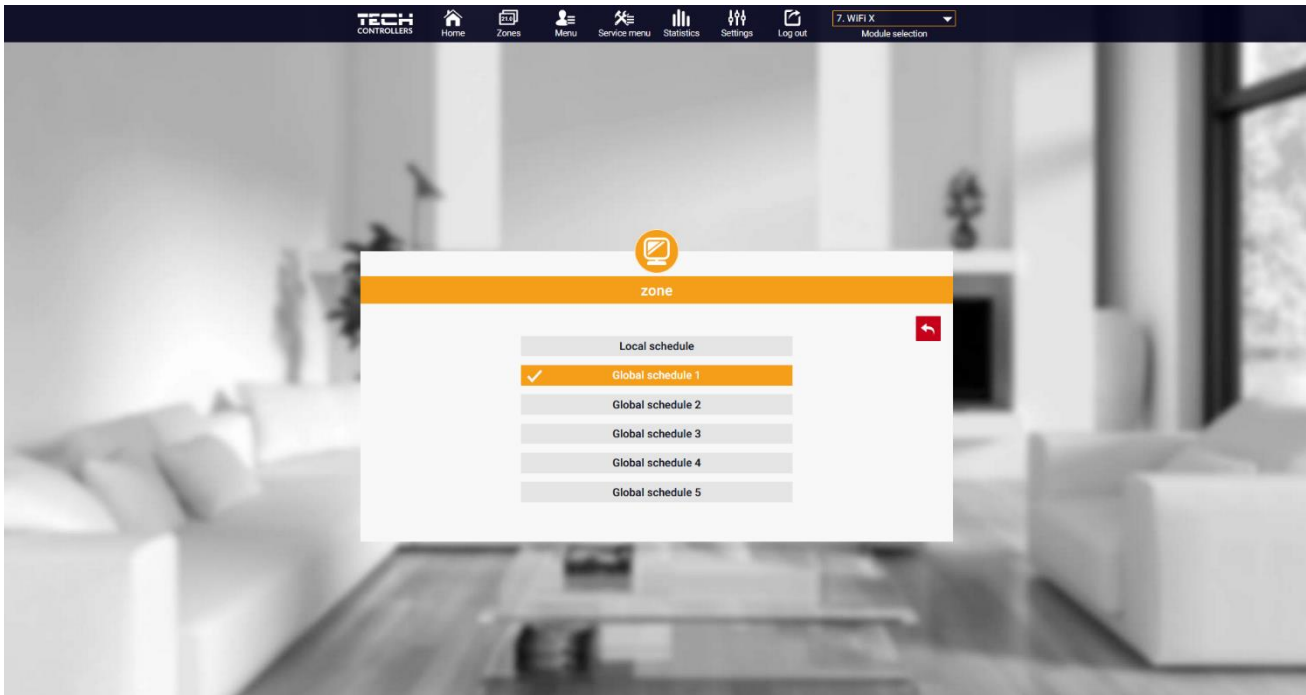 TECH
CONTROLLERS
Home
21.0
Zones
Menu
Service menu
Statistics
Settings
Log out
7. WiFi X
Module selection
zone
Local schedule
Global schedule 1
Global schedule 2
Global schedule 3
Global schedule 4
Global schedule 5